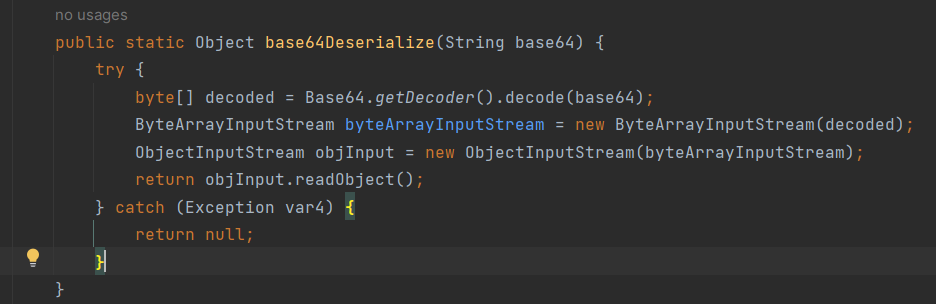 no usages
public static Object base64Deserialize(String base64) {
try {
byte[] decoded = Base64.getDecoder().decode(base64);
ByteArrayInputStream byteArrayInputStream = new ByteArrayInputStream(decoded);
ObjectInputStream objInput = new ObjectInputStream(byteArrayInputStream);
return objInput.readObject();
} catch (Exception var4) {
return null;
}
}